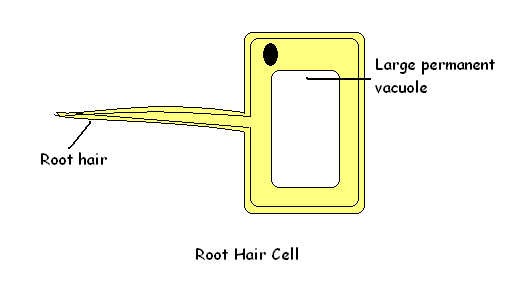 Large permanent
vacuole
Root hair
Root Hair Cell